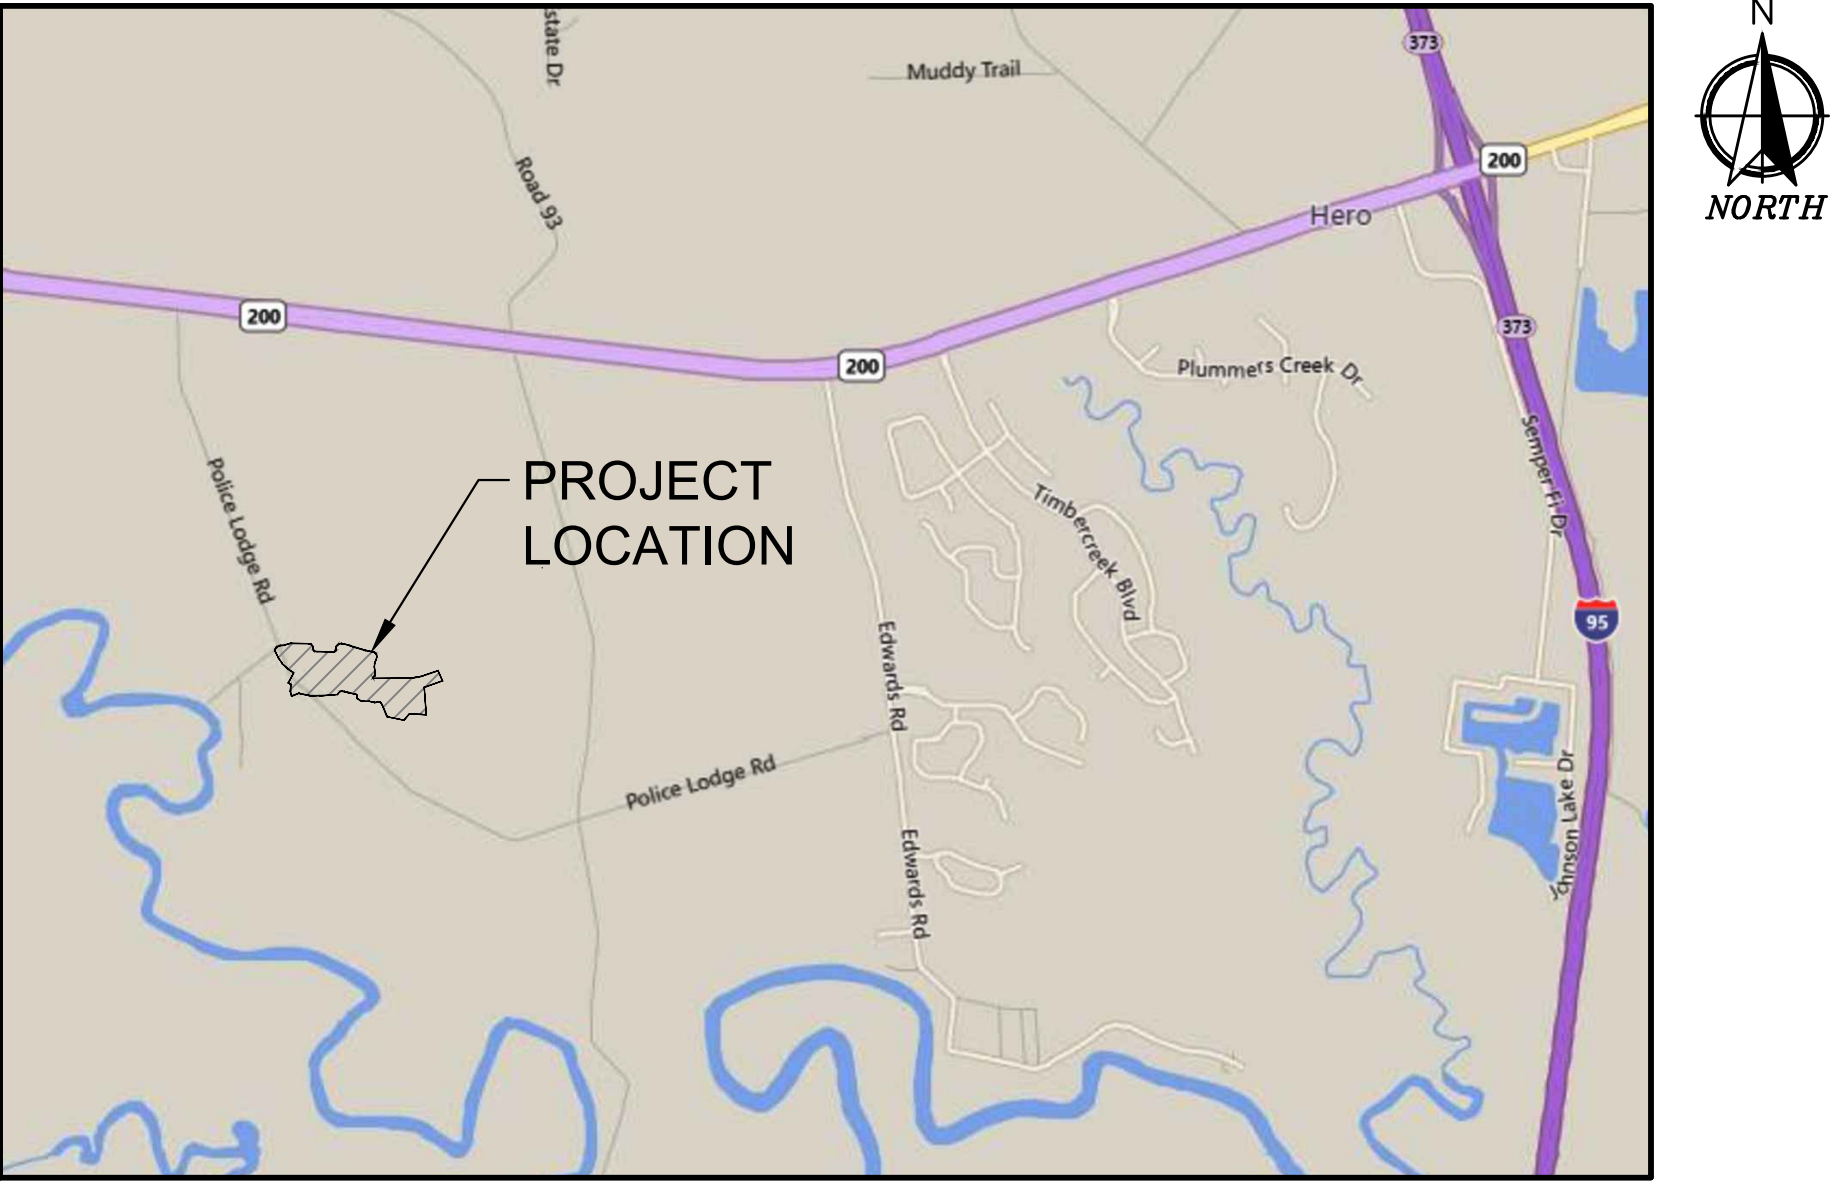 N
NORTH
373
state Dr
Muddy Trail
200
Road 93
Hero
200
373
200
Plummers Creek Dr
Semper Fi Dr
Police Lodge Rd
PROJECT
LOCATION
Timbercreek Blvd
95
Edwards Rd
Police Lodge Rd
Johnson Lake Dr
Edwards Rd